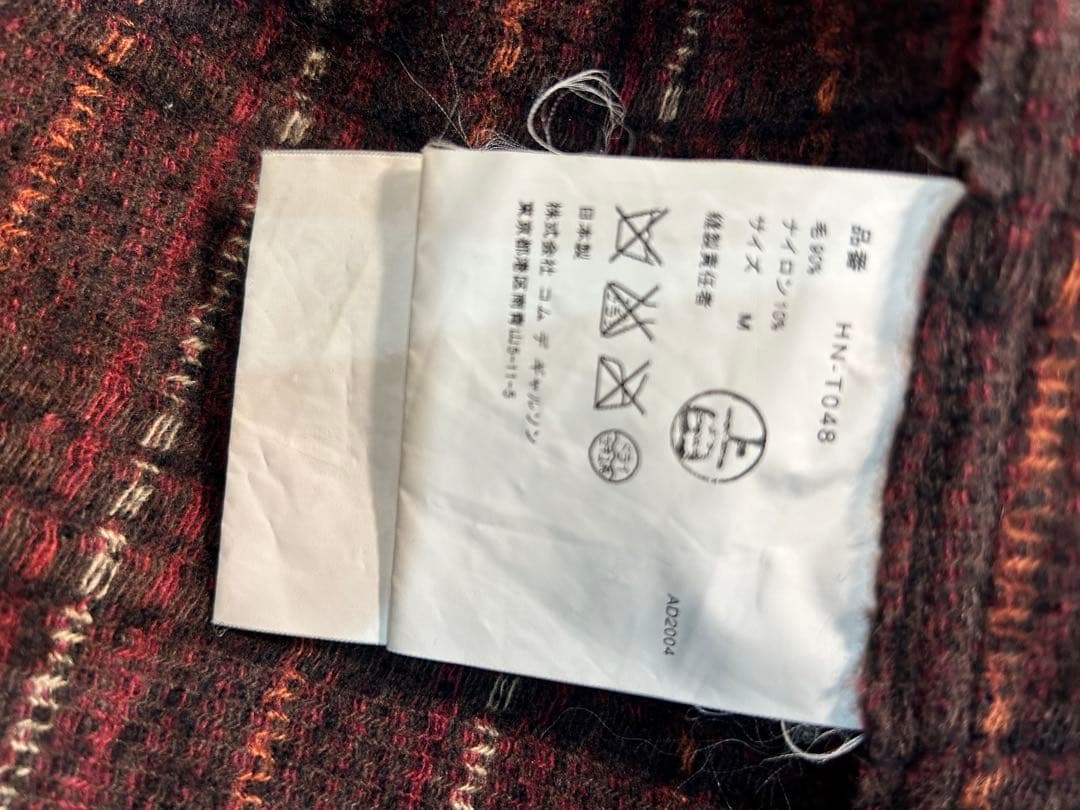 品番 HN-T048
毛 90%
ナイロン 10%
サイズ M
縫製責任者
日本製
株式会社 コム デ ギャルソン
東京都港区南青山5-11-5
AD2004